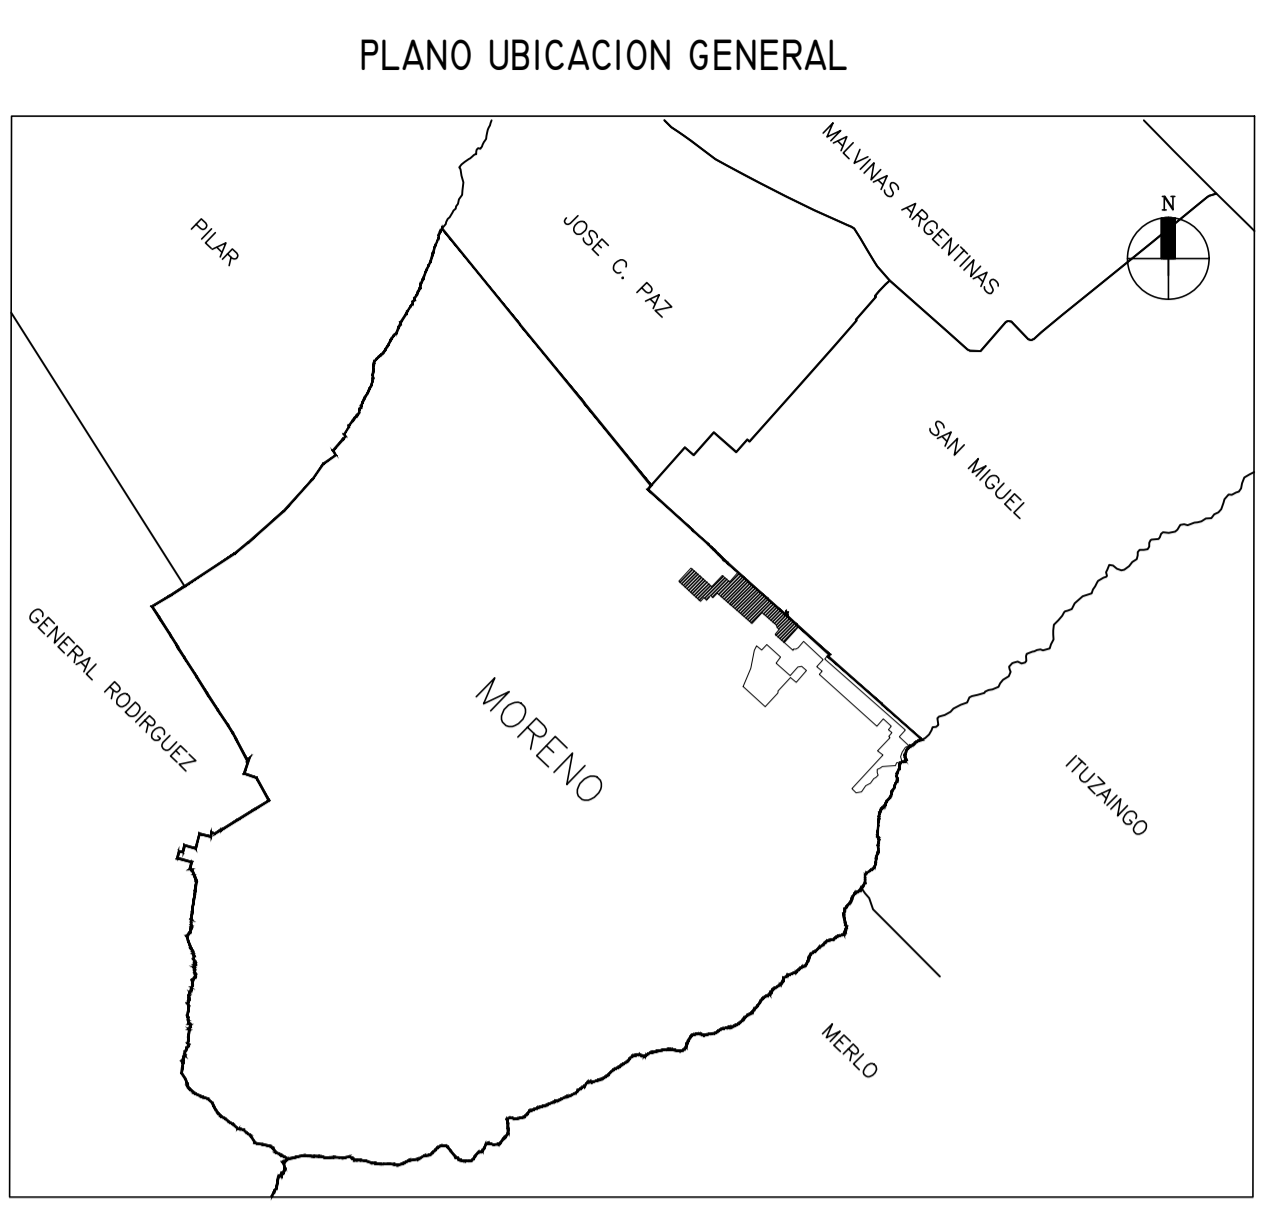 PLANO UBICACION GENERAL
MALVINAS ARGENTINAS
N
PILAR
JOSE C. PAZ
SAN MIGUEL
GENERAL RODIRGUEZ
MORENO
ITUZAINGO
MERLO